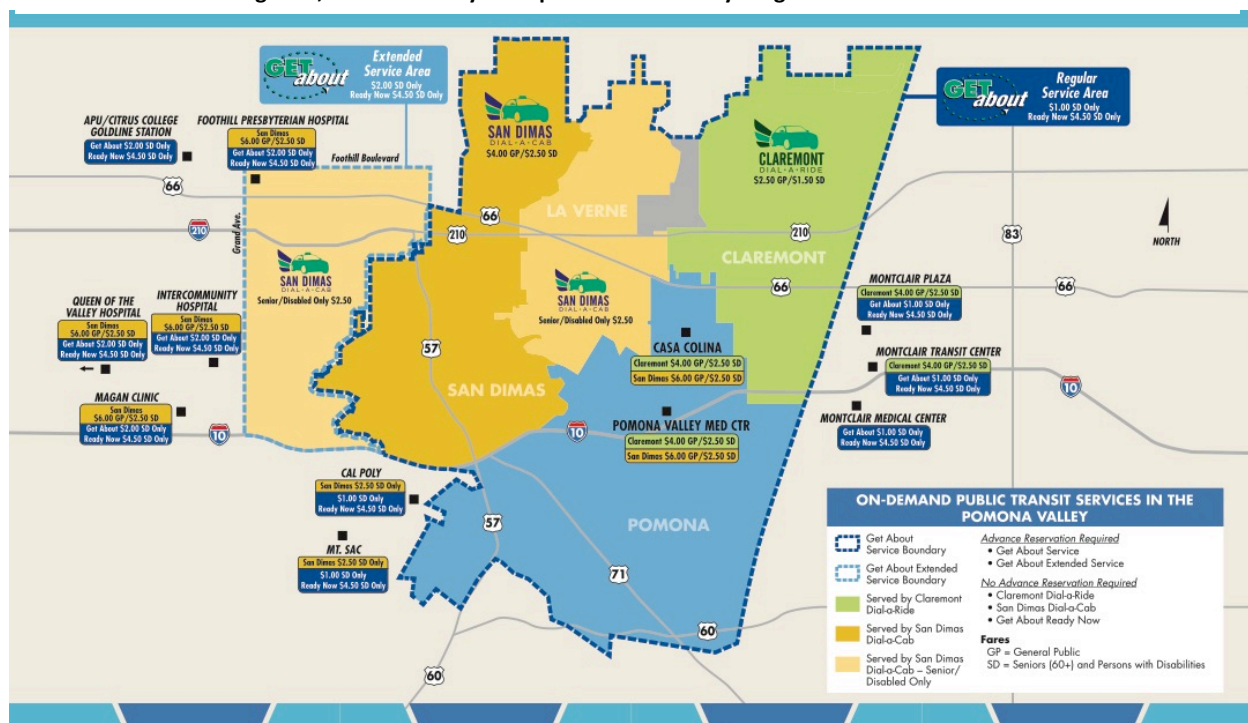 GET about
Extended
Service Area
$2.00 SD Only
Ready Now $4.50 SD Only
GET about
Regular
Service Area
$1.00 SD Only
Ready Now $4.50 SD Only
APU/CITRUS COLLEGE
GOLDLINE STATION
Get About $2.00 SD Only
Ready Now $4.50 SD Only
FOOTHILL PRESBYTERIAN HOSPITAL
San Dimas
$6.00 GP/$2.50 SD
Get About $2.00 SD Only
Ready Now $4.50 SD Only
Foothill Boulevard
SAN DIMAS
DIAL-A-CAB
$4.00 GP/$2.50 SD
CLAREMONT
DIAL-A-RIDE
$2.50 GP/$1.50 SD
66
66
LA VERNE
210
Grand Ave.
210
210
83
NORTH
CLAREMONT
SAN DIMAS
DIAL-A-CAB
Senior/Disabled Only $2.50
SAN DIMAS
DIAL-A-CAB
Senior/Disabled Only $2.50
66
66
MONTCLAIR PLAZA
Claremont $4.00 GP/$2.50 SD
Get About $1.00 SD Only
Ready Now $4.50 SD Only
QUEEN OF THE
VALLEY HOSPITAL
San Dimas
$6.00 GP/$2.50 SD
Get About $2.00 SD Only
Ready Now $4.50 SD Only
INTERCOMMUNITY
HOSPITAL
San Dimas
$6.00 GP/$2.50 SD
Get About $2.00 SD Only
Ready Now $4.50 SD Only
57
CASA COLINA
Claremont $4.00 GP/$2.50 SD
San Dimas $6.00 GP/$2.50 SD
MONTCLAIR TRANSIT CENTER
Claremont $4.00 GP/$2.50 SD
Get About $1.00 SD Only
Ready Now $4.50 SD Only
10
SAN DIMAS
MAGAN CLINIC
San Dimas
$6.00 GP/$2.50 SD
Get About $2.00 SD Only
Ready Now $4.50 SD Only
10
10
POMONA VALLEY MED CTR
Claremont $4.00 GP/$2.50 SD
San Dimas $6.00 GP/$2.50 SD
MONTCLAIR MEDICAL CENTER
Get About $1.00 SD Only
Ready Now $4.50 SD Only
CAL POLY
San Dimas $2.50 SD Only
$1.00 SD Only
Ready Now $4.50 SD Only
57
POMONA
MT. SAC
San Dimas $2.50 SD Only
$1.00 SD Only
Ready Now $4.50 SD Only
71
60
60
ON-DEMAND PUBLIC TRANSIT SERVICES IN THE
POMONA VALLEY
Get About
Service Boundary
Get About Extended
Service Boundary
Served by Claremont
Dial-a-Ride
Served by San Dimas
Dial-a-Cab
Served by San Dimas
Dial-a-Cab – Senior/
Disabled Only
Advance Reservation Required
• Get About Service
• Get About Extended Service
No Advance Reservation Required
• Claremont Dial-a-Ride
• San Dimas Dial-a-Cab
• Get About Ready Now
Fares
GP = General Public
SD = Seniors (60+) and Persons with Disabilities